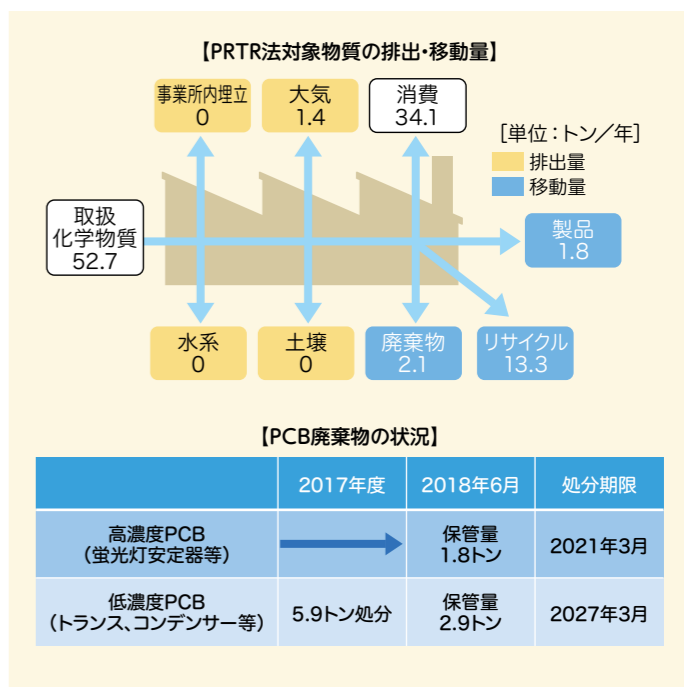 【PRTR法対象物質の排出・移動量】
事業所内埋立
0
大気
1.4
消費
34.1
[単位：トン／年]
排出量
移動量
取扱
化学物質
52.7
製品
1.8
水系
0
土壌
0
廃棄物
2.1
リサイクル
13.3
【PCB廃棄物の状況】
2017年度 2018年6月 処分期限
高濃度PCB
（蛍光灯安定器等）
保管量
1.8トン
2021年3月
低濃度PCB
（トランス、コンデンサー等）
5.9トン処分
保管量
2.9トン
2027年3月